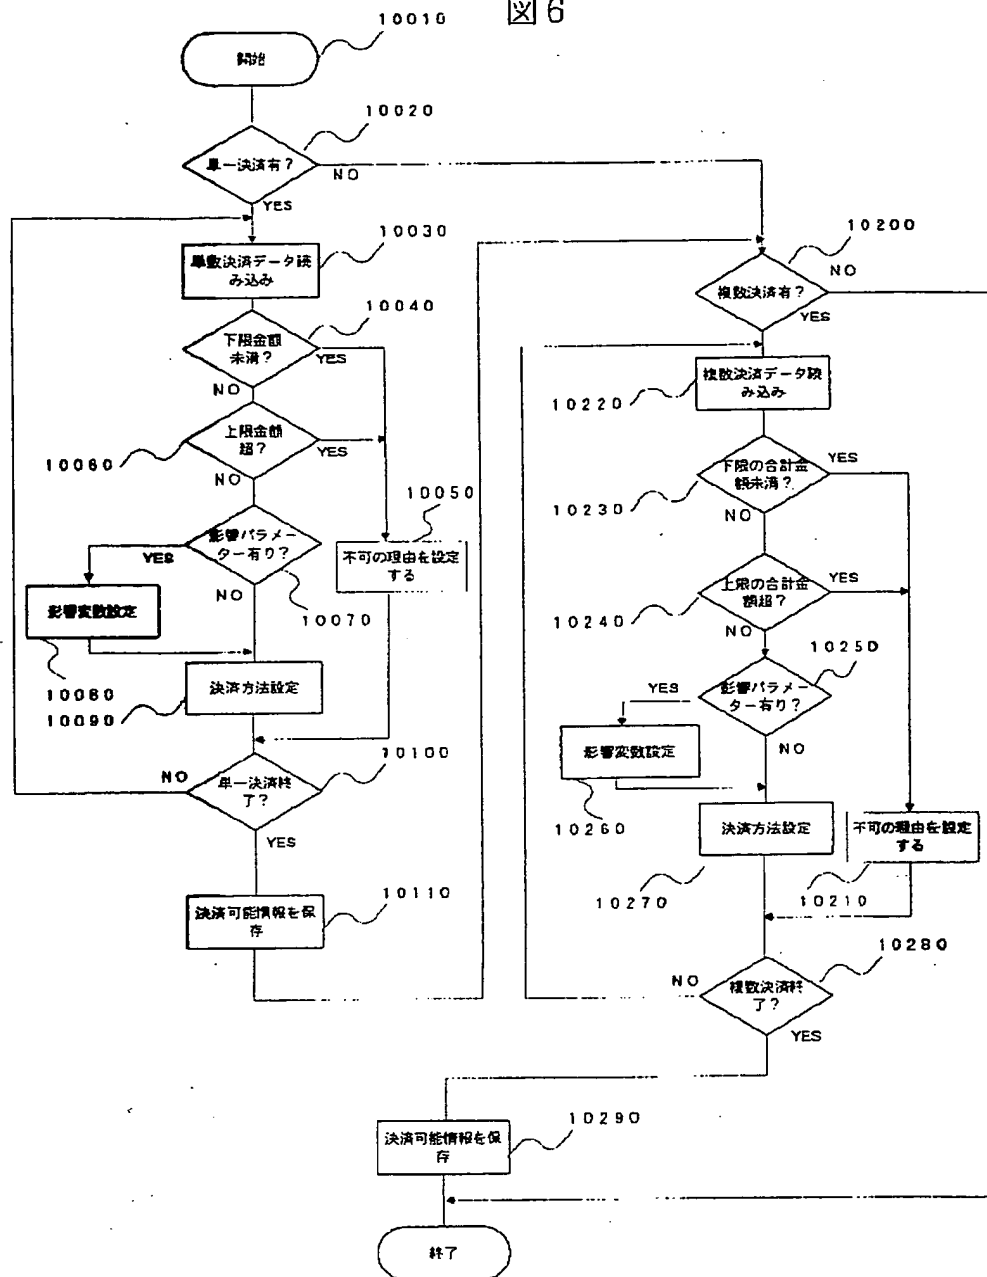 図6
10010
開始
10020
単一決済有?
NO
YES
10030
単数決済データ読
み込み
10040
下限金額
未満?
YES
NO
上限金額
超?
YES
10060
NO
10050
影響パラメー
ター有り?
YES
不可の理由を設定
する
NO
10070
影響変数設定
10080
決済方法設定
10090
10100
単一決済終
了?
NO
YES
10110
決済可能情報を保
存
10200
NO
複数決済有?
YES
複数決済データ読
み込み
10220
下限の合計金
額未満?
YES
10230
NO
上限の合計金
額超?
YES
10240
NO
10250
影響パラメー
ター有り?
YES
NO
影響変数設定
10260
決済方法設定
不可の理由を設定
する
10270
10210
10280
複数決済終
了?
NO
YES
10290
決済可能情報を保
存
終了